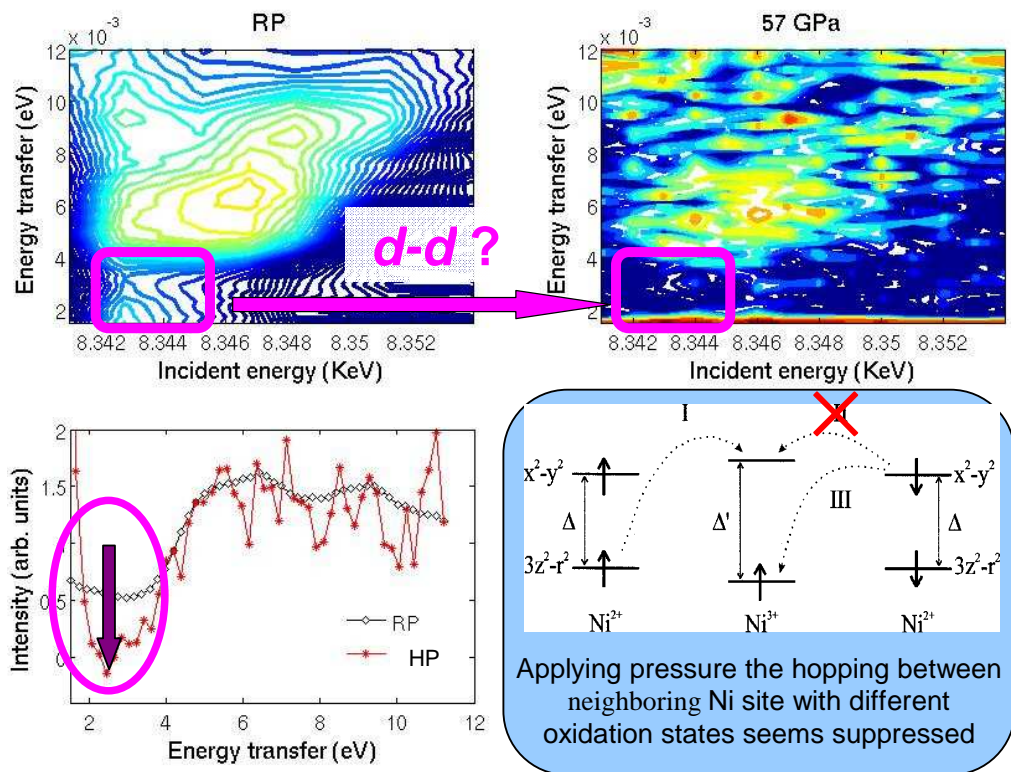 RP
x 10⁻³
12
10
8
6
4
2
Energy transfer (eV)
8.342 8.344 8.346 8.348 8.35 8.352
Incident energy (KeV)
57 GPa
x 10⁻³
12
10
8
6
4
2
Energy transfer (eV)
8.342 8.344 8.346 8.348 8.35 8.352
Incident energy (KeV)
d-d ?
2
1.5
1
0.5
0
Intensity (arb. units)
RP
HP
2 4 6 8 10 12
Energy transfer (eV)
I
II
III
x²-y²
x²-y²
Δ
Δ'
Δ
3z²-r²
3z²-r²
Ni²⁺
Ni³⁺
Ni²⁺
Applying pressure the hopping between
neighboring Ni site with different
oxidation states seems suppressed